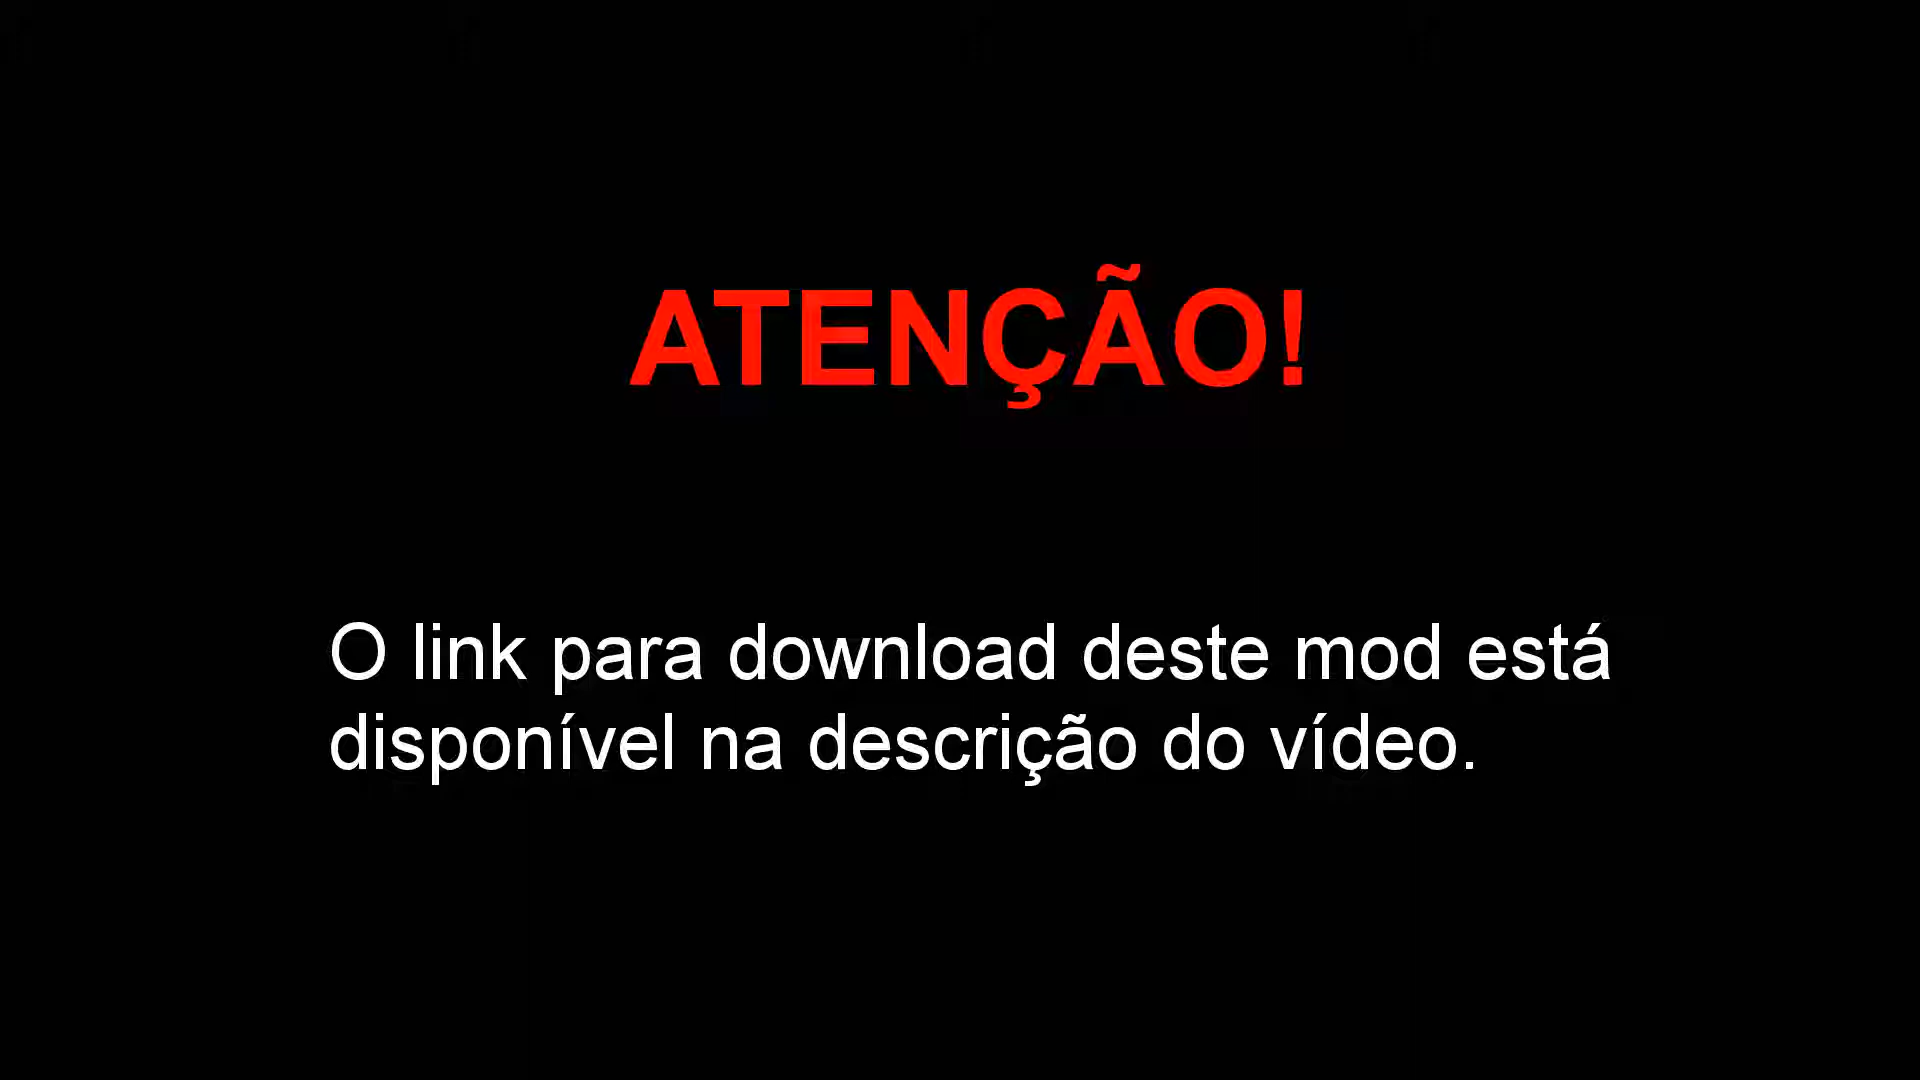 ATENÇÃO!
O link para download deste mod está
disponível na descrição do vídeo.